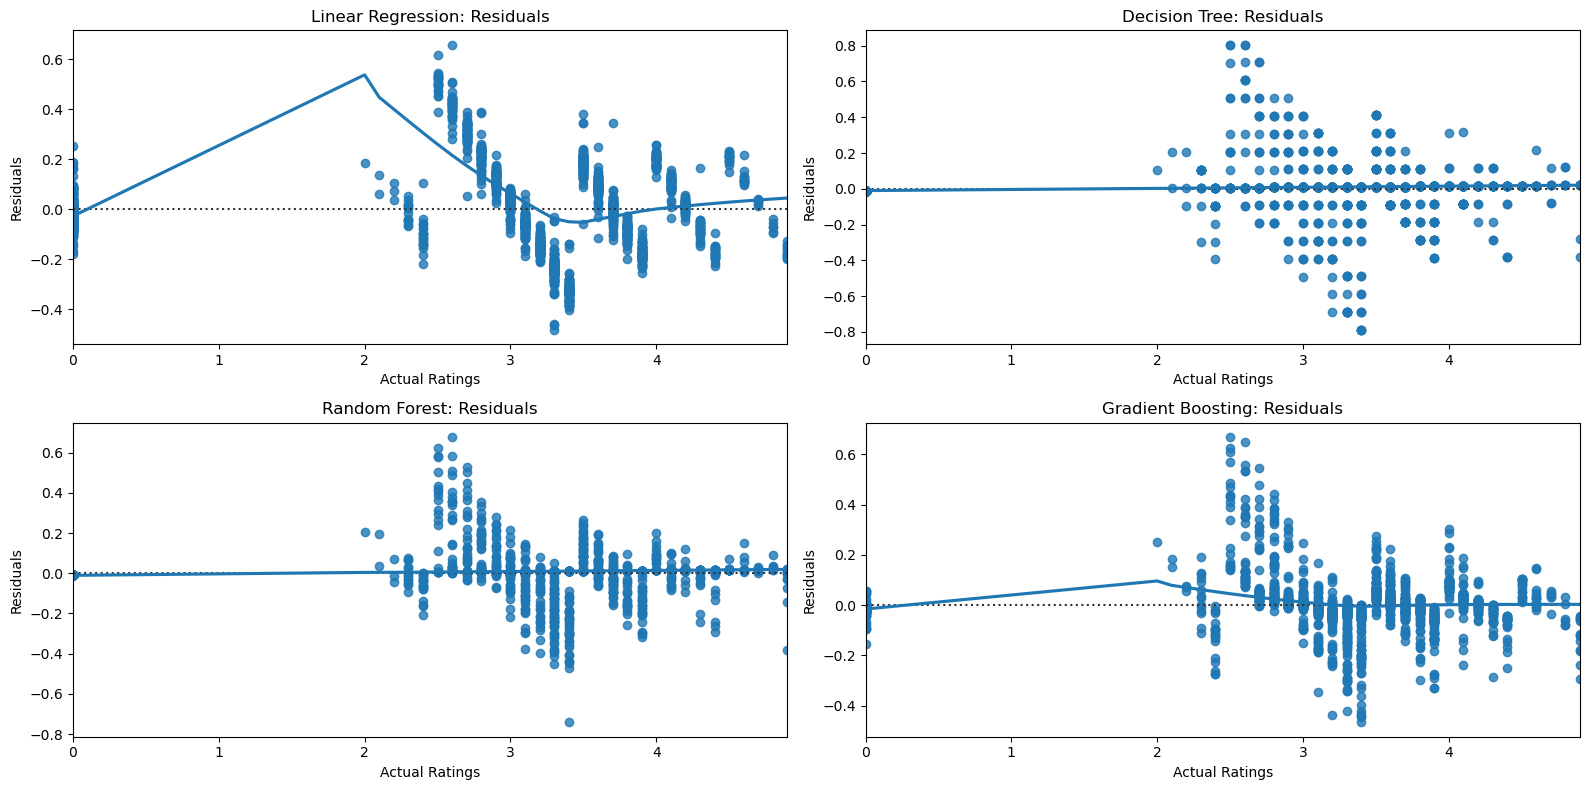 Linear Regression: Residuals
Residuals
0.6
0.4
0.2
0.0
−0.2
−0.4
0 1 2 3 4
Actual Ratings
Decision Tree: Residuals
Residuals
0.8
0.6
0.4
0.2
0.0
−0.2
−0.4
−0.6
−0.8
0 1 2 3 4
Actual Ratings
Random Forest: Residuals
Residuals
0.6
0.4
0.2
0.0
−0.2
−0.4
−0.6
−0.8
0 1 2 3 4
Actual Ratings
Gradient Boosting: Residuals
Residuals
0.6
0.4
0.2
0.0
−0.2
−0.4
0 1 2 3 4
Actual Ratings